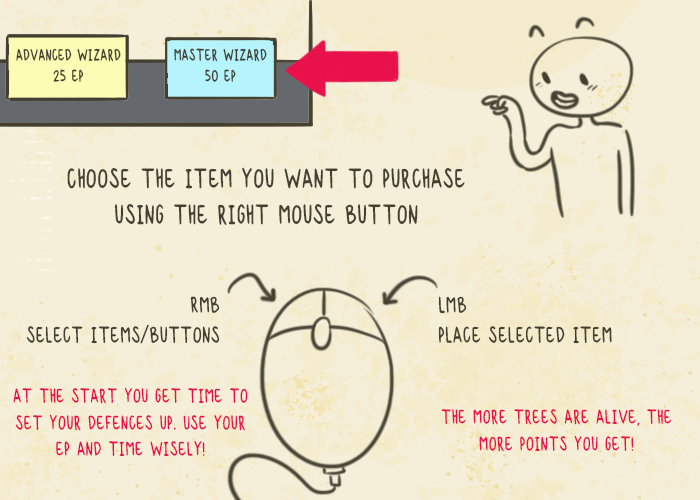 ADVANCED WIZARD
25 EP
MASTER WIZARD
50 EP
CHOOSE THE ITEM YOU WANT TO PURCHASE
USING THE RIGHT MOUSE BUTTON
RMB
SELECT ITEMS/BUTTONS
LMB
PLACE SELECTED ITEM
AT THE START YOU GET TIME TO
SET YOUR DEFENCES UP. USE YOUR
EP AND TIME WISELY!
THE MORE TREES ARE ALIVE, THE
MORE POINTS YOU GET!